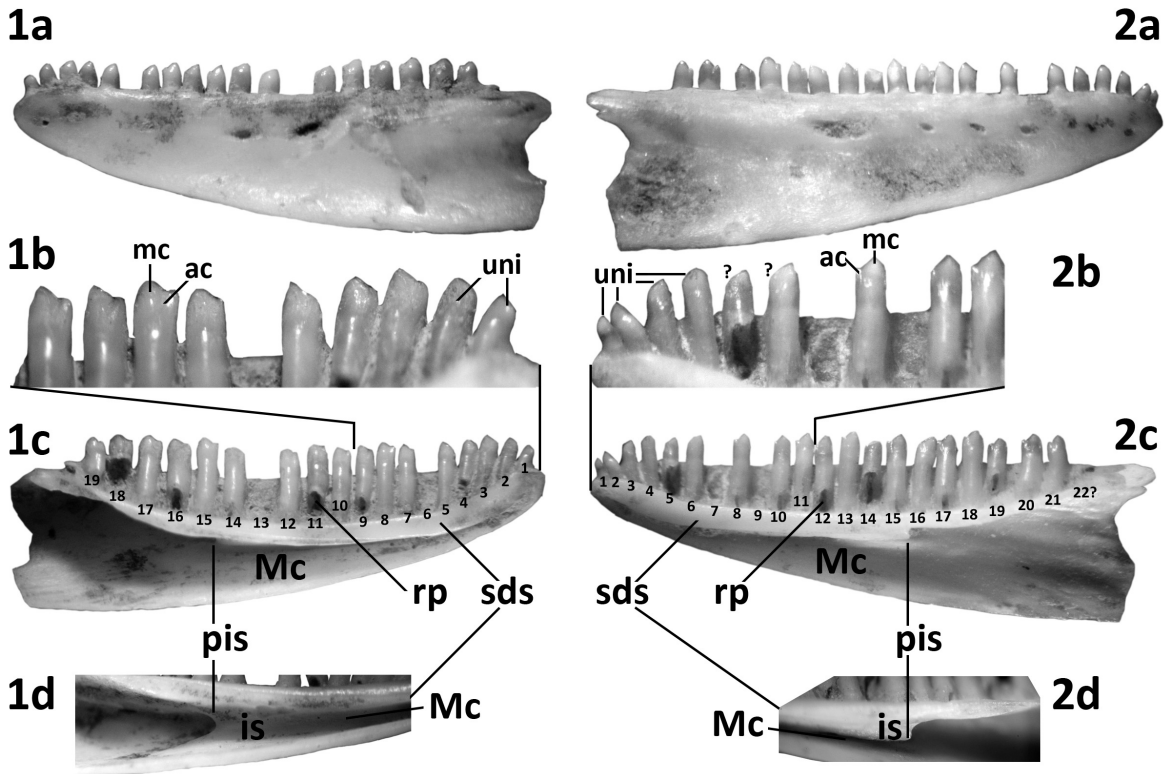 1a 2a
1b mc ac uni uni ? ? ac mc 2b
1c 2c
19 18 17 16 15 14 13 12 11 10 9 8 7 6 5 4 3 2 1
1 2 3 4 5 6 7 8 9 10 11 12 13 14 15 16 17 18 19 20 21 22?
Mc Mc
rp sds sds rp
pis pis
1d is Mc Mc is 2d